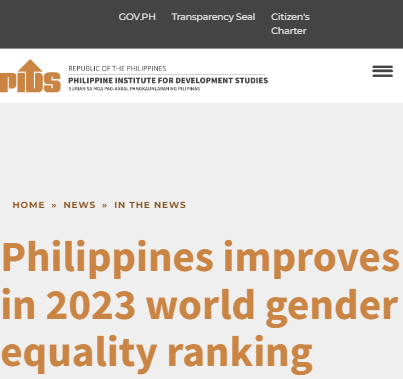 GOV.PH Transparency Seal Citizen's
Charter
pids
REPUBLIC OF THE PHILIPPINES
PHILIPPINE INSTITUTE FOR DEVELOPMENT STUDIES
SURIAN SA MGA PAG-AARAL PANGKAUNLARAN NG PILIPINAS
HOME » NEWS » IN THE NEWS
Philippines improves
in 2023 world gender
equality ranking